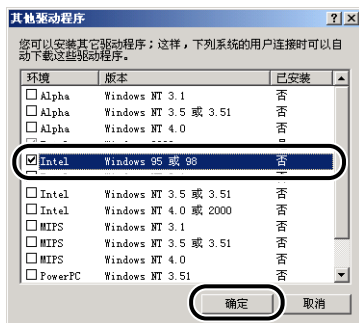 其他驱动程序
您可以安装其它驱动程序；这样，下列系统的用户连接时可以自
动下载这些驱动程序。
环境 版本 已安装
Alpha Windows NT 3.1 否
Alpha Windows NT 3.5 或 3.51 否
Alpha Windows NT 4.0 否
Intel Windows 95 或 98 否
Intel Windows NT 3.5 或 3.51 否
Intel Windows NT 4.0 或 2000 否
MIPS Windows NT 3.1 否
MIPS Windows NT 3.5 或 3.51 否
MIPS Windows NT 4.0 否
PowerPC Windows NT 3.51 否
确定 取消